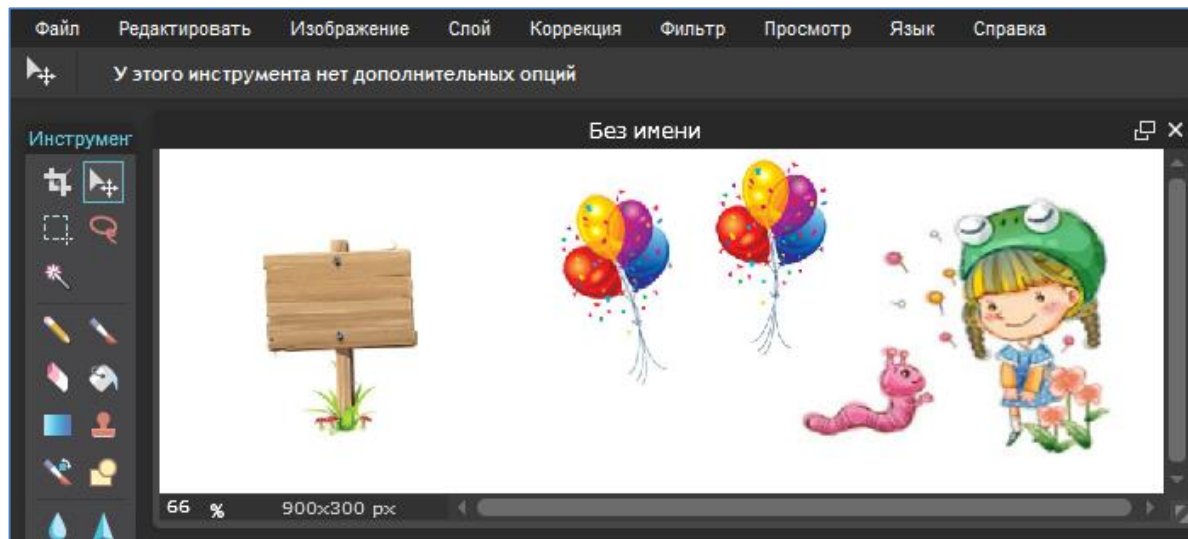 Файл Редактировать Изображение Слой Коррекция Фильтр Просмотр Язык Справка
У этого инструмента нет дополнительных опций
Инструмен
Без имени
66 % 900x300 px